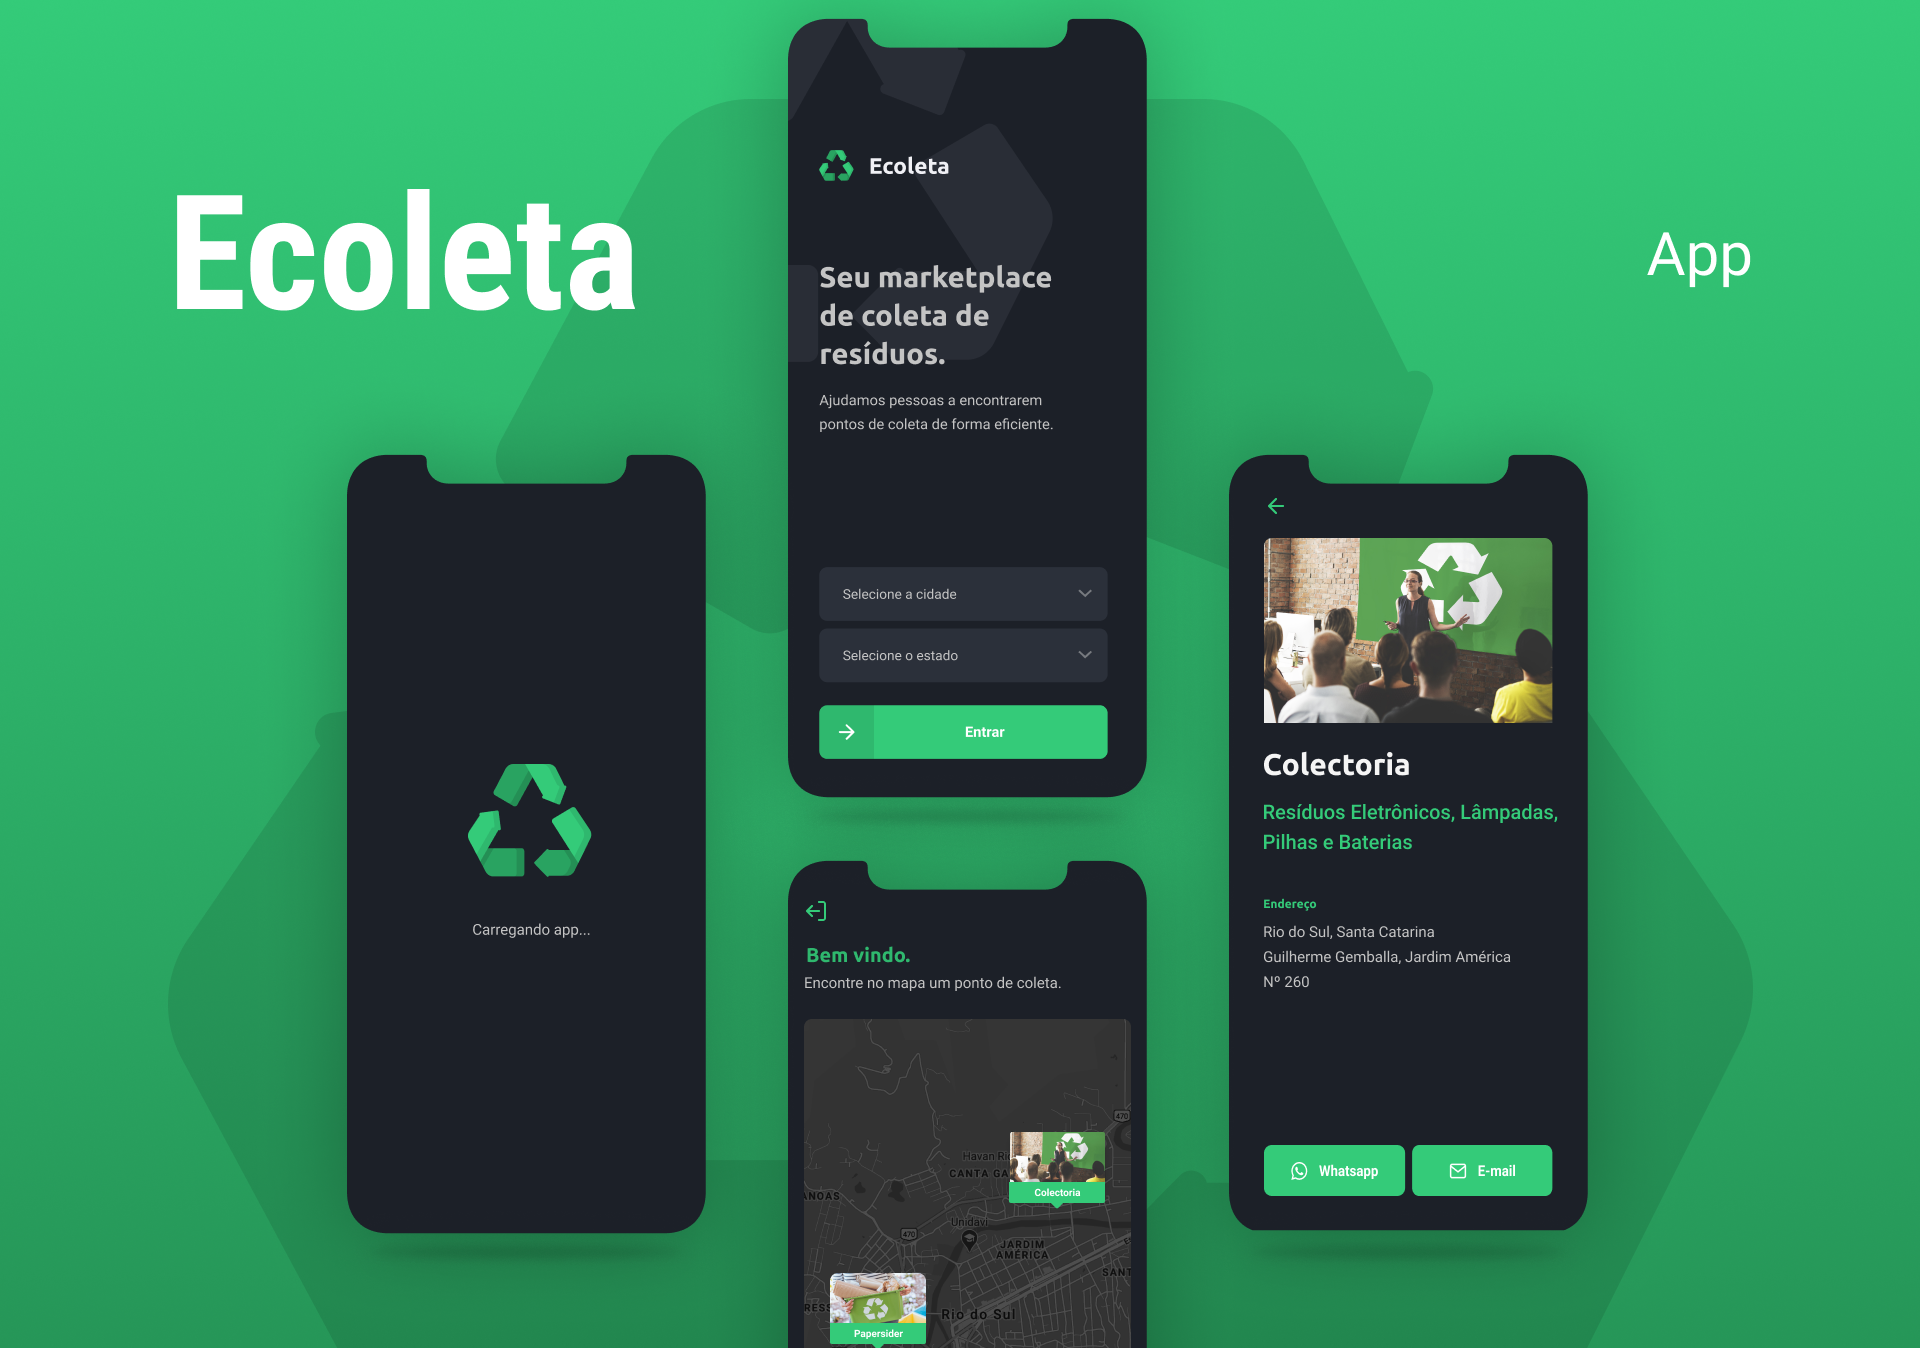 Ecoleta
App
Ecoleta
Seu marketplace
de coleta de
resíduos.
Ajudamos pessoas a encontrarem
pontos de coleta de forma eficiente.
Selecione a cidade
Selecione o estado
Entrar
Carregando app...
Bem vindo.
Encontre no mapa um ponto de coleta.
470
Havan Ri
CANTA GA
Colectoria
ANOAS
Unidavi
470
JARDIM
AMÉRICA
SANT
RESS
Rio do Sul
Papersider
Colectoria
Resíduos Eletrônicos, Lâmpadas,
Pilhas e Baterias
Endereço
Rio do Sul, Santa Catarina
Guilherme Gemballa, Jardim América
Nº 260
Whatsapp
E-mail